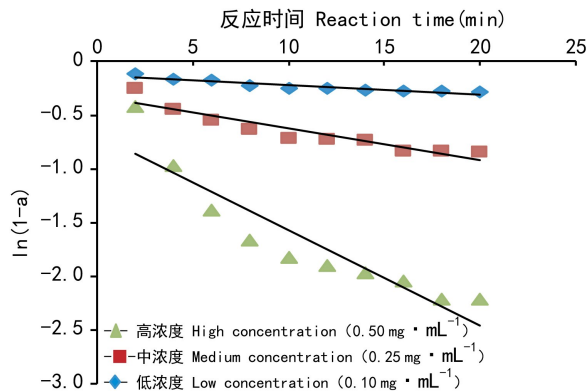 反应时间 Reaction time(min)
0 5 10 15 20 25
0
-0.5
-1.0
-1.5
-2.0
-2.5
-3.0
ln(1-a)
高浓度 High concentration（0.50 mg·mL⁻¹）
中浓度 Medium concentration（0.25 mg·mL⁻¹）
低浓度 Low concentration（0.10 mg·mL⁻¹）